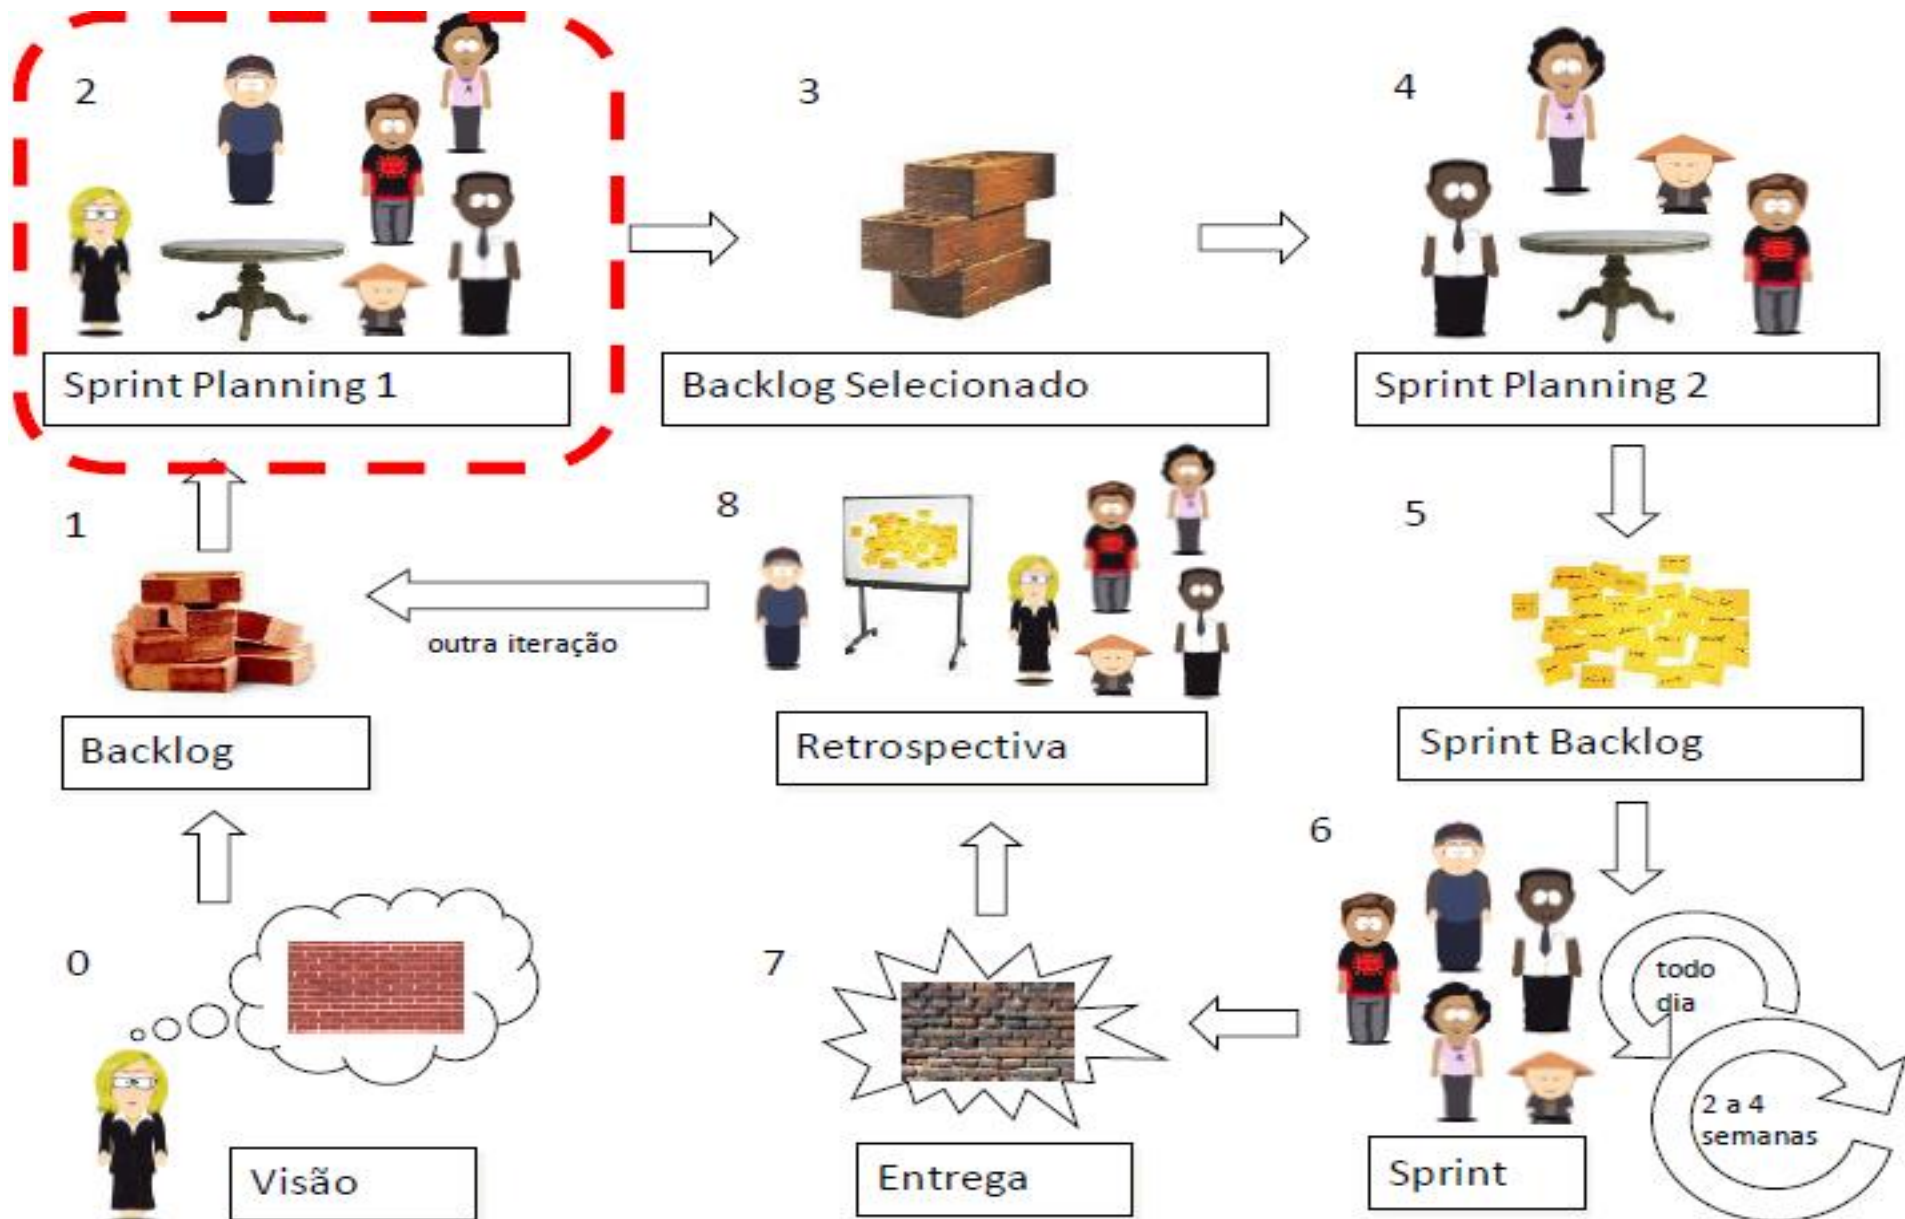 2
3
4
Sprint Planning 1
Backlog Selecionado
Sprint Planning 2
1
8
5
outra iteração
Backlog
Retrospectiva
Sprint Backlog
0
7
6
todo
dia
2 a 4
semanas
Visão
Entrega
Sprint